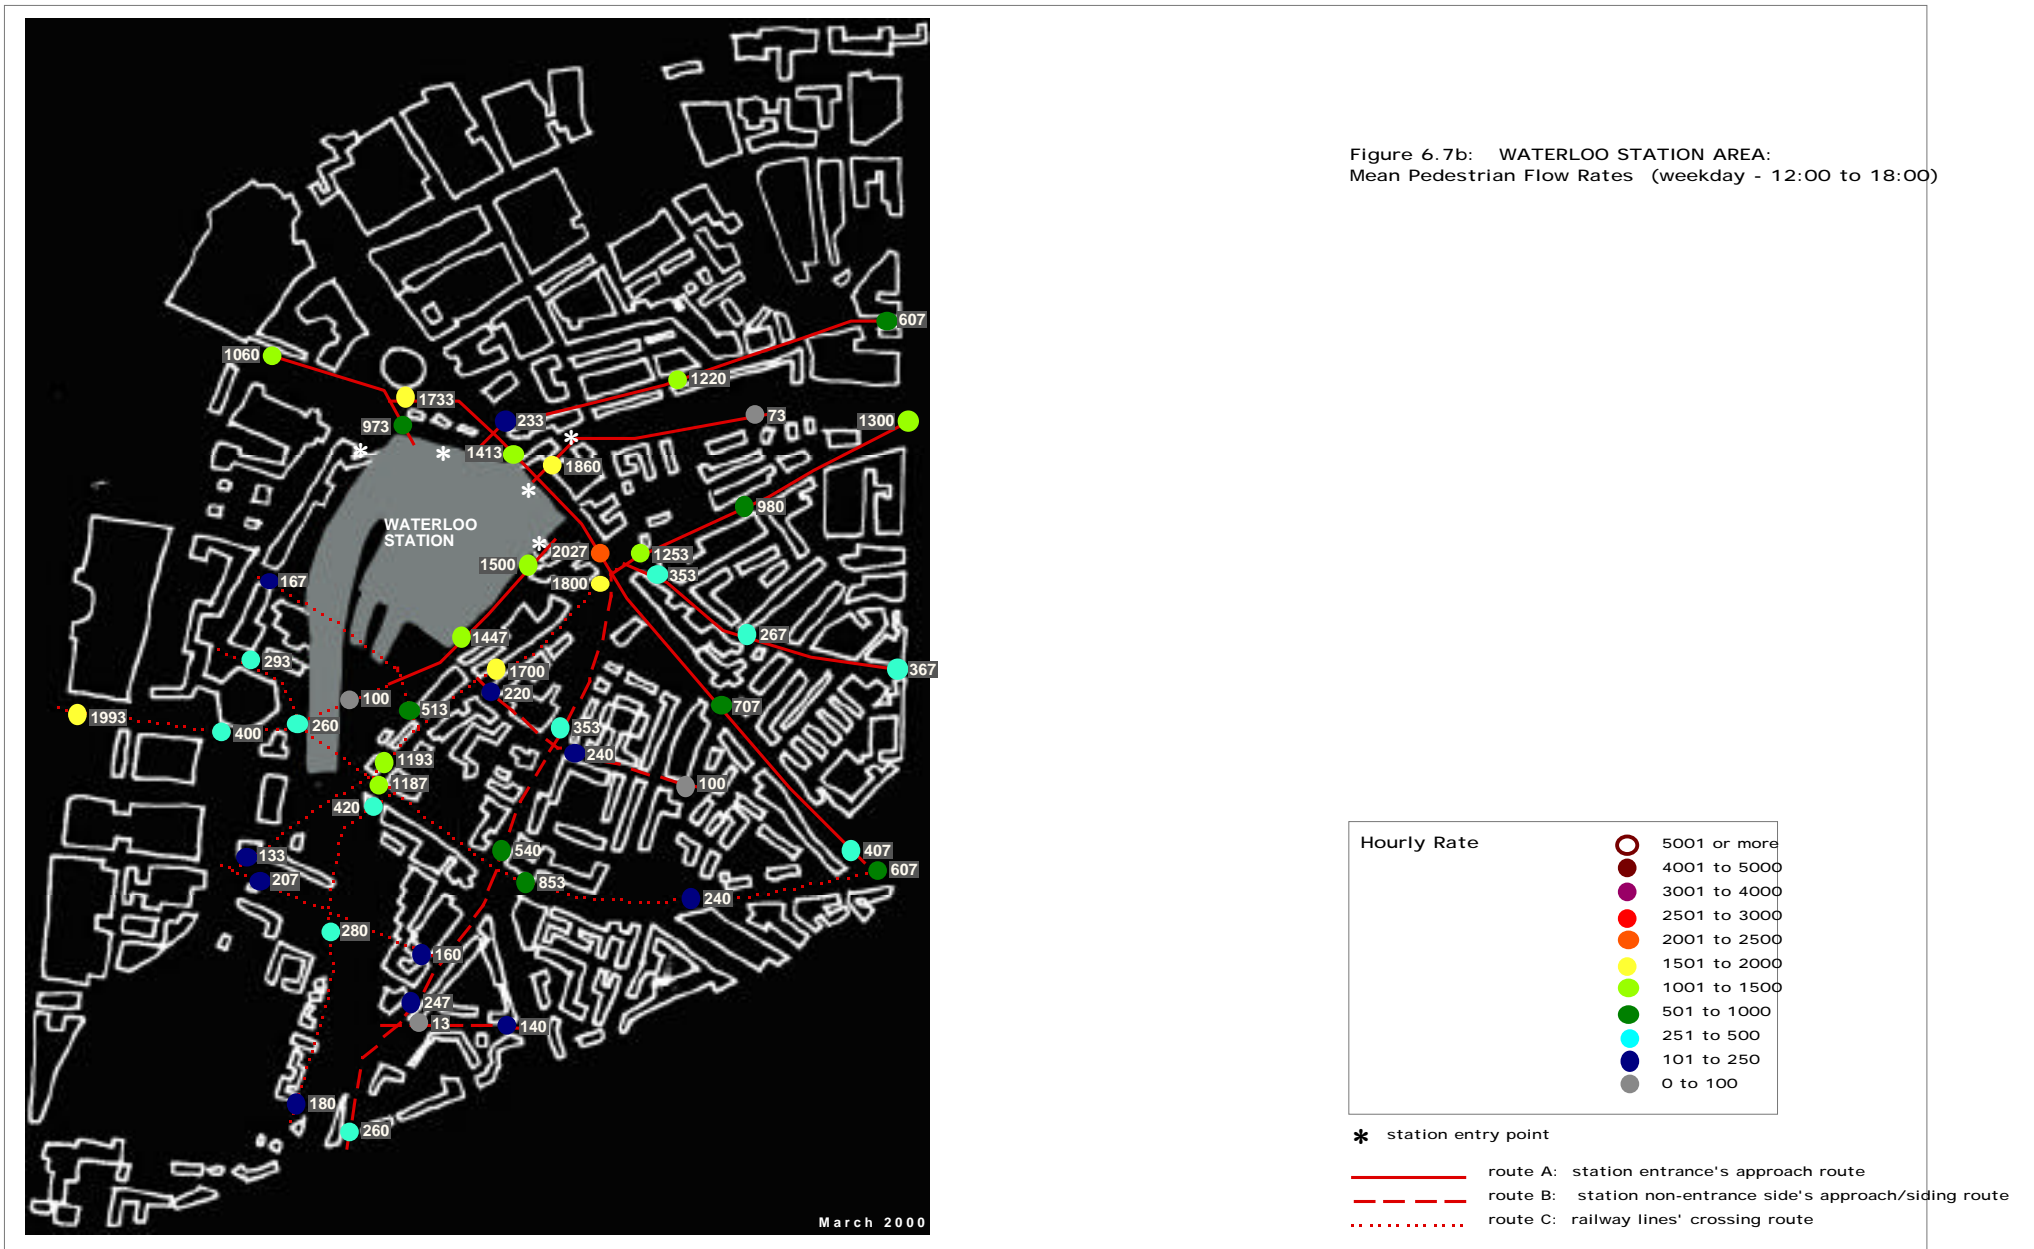 Figure 6.7b: WATERLOO STATION AREA:
Mean Pedestrian Flow Rates (weekday - 12:00 to 18:00)
607
1060
1220
1733
73
233
1300
973
1413
1860
980
WATERLOO
STATION
2027
1253
1500
353
1800
167
267
1447
293
367
1700
220
100
513
707
1993
260
353
400
240
1193
1187
100
420
540
407
133
607
207
853
240
280
160
247
13
140
180
260
March 2000
Hourly Rate
5001 or more
4001 to 5000
3001 to 4000
2501 to 3000
2001 to 2500
1501 to 2000
1001 to 1500
501 to 1000
251 to 500
101 to 250
0 to 100
* station entry point
route A: station entrance's approach route
route B: station non-entrance side's approach/siding route
route C: railway lines' crossing route